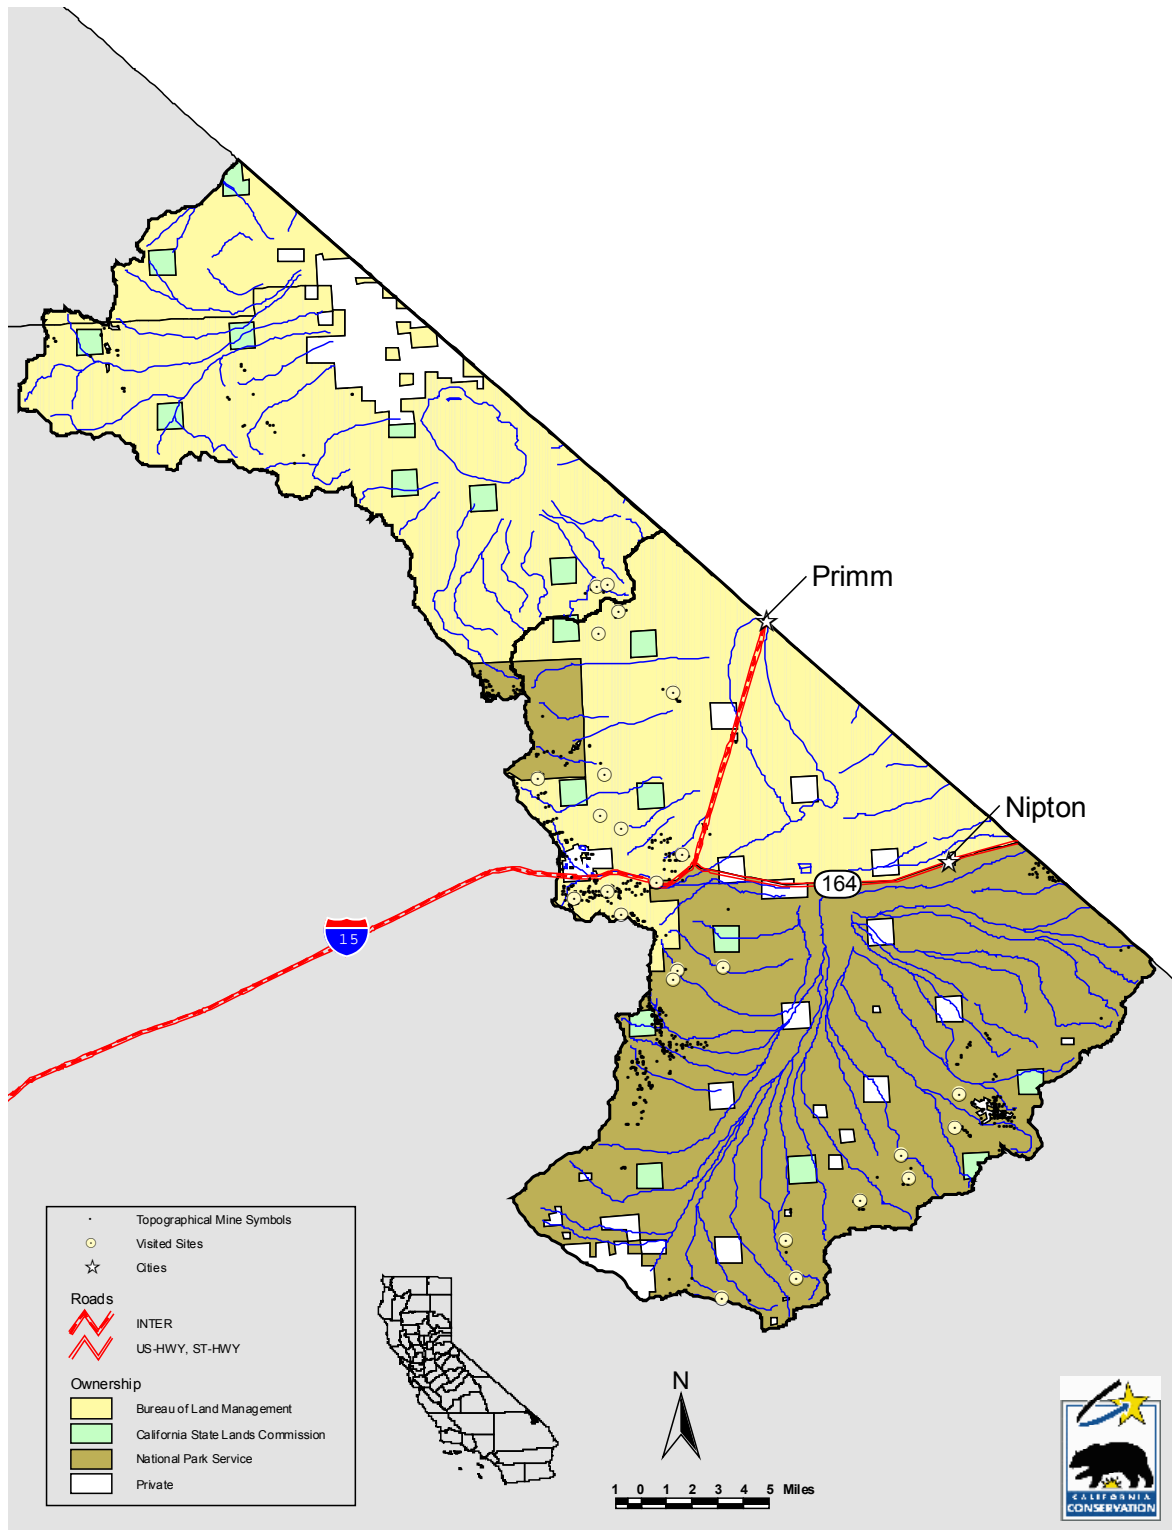 Primm
Nipton
164
15
Topographical Mine Symbols
Visited Sites
Cities
Roads
INTER
US-HWY, ST-HWY
Ownership
Bureau of Land Management
California State Lands Commission
National Park Service
Private
N
1 0 1 2 3 4 5 Miles
CALIFORNIA
CONSERVATION